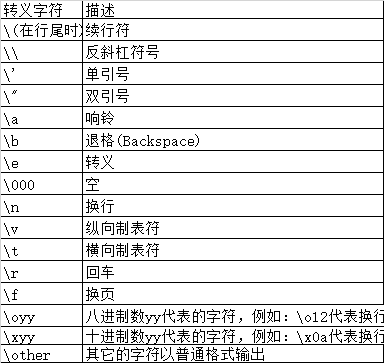 转义字符 描述
\(在行尾时) 续行符
\\ 反斜杠符号
\' 单引号
\" 双引号
\a 响铃
\b 退格(Backspace)
\e 转义
\000 空
\n 换行
\v 纵向制表符
\t 横向制表符
\r 回车
\f 换页
\oyy 八进制数yy代表的字符，例如：\o12代表换行
\xyy 十进制数yy代表的字符，例如：\x0a代表换行
\other 其它的字符以普通格式输出